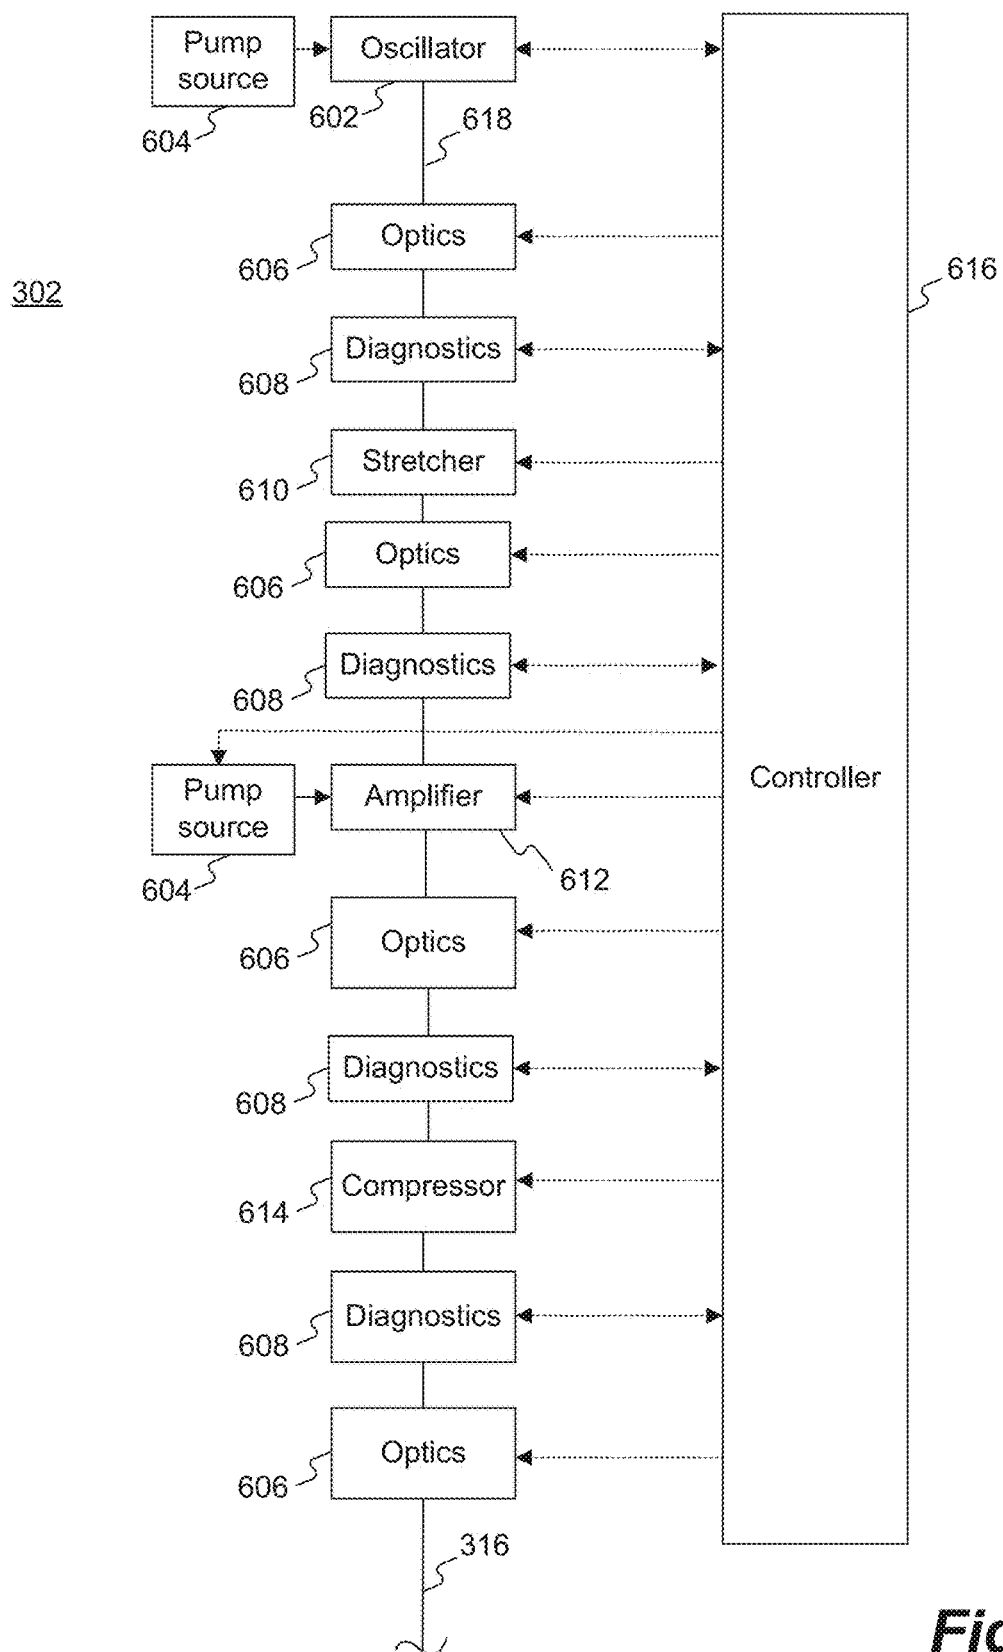 Pump
source
Oscillator
602
604
618
Optics
606
616
302
Diagnostics
608
Stretcher
610
Optics
606
Diagnostics
608
Controller
Pump
source
Amplifier
604
612
Optics
606
Diagnostics
608
Compressor
614
Diagnostics
608
Optics
606
316